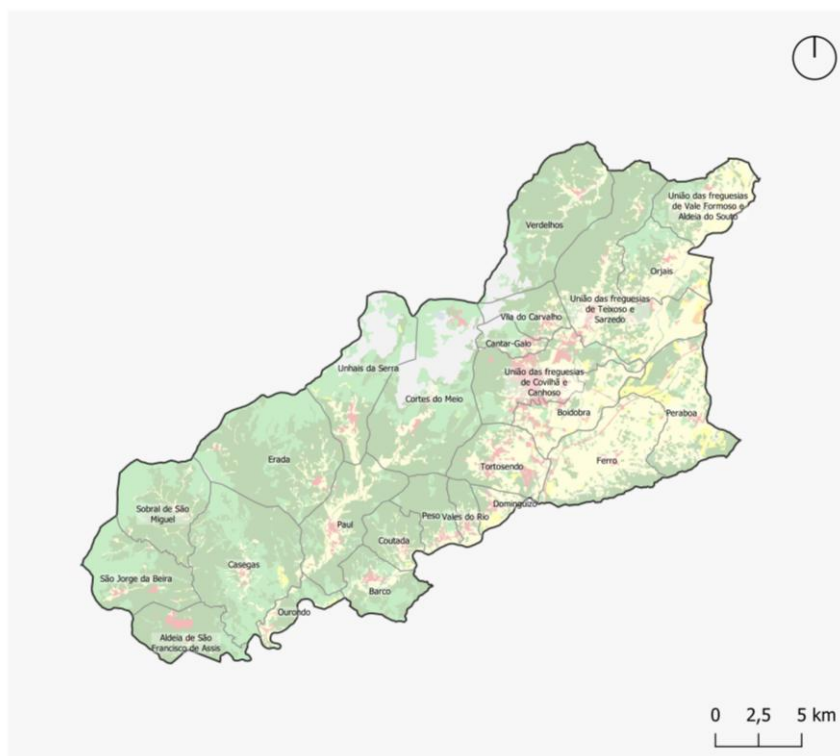 União das freguesias
de Vale Formoso e
Aldeia do Souto
Verdelhos
Orjais
União das freguesias
de Teixoso e
Sarzedo
Vila do Carvalho
Cantar-Galo
Unhais da Serra
União das freguesias
de Covilhã e
Canhoso
Cortes do Meio
Boidobra
Peraboa
Erada
Tortosendo
Ferro
Dominguizo
Sobral de São
Miguel
Peso
Vales do Rio
Paul
Coutada
Casegas
São Jorge da Beira
Barco
Ourondo
Aldeia de São
Francisco de Assis
0 2,5 5 km